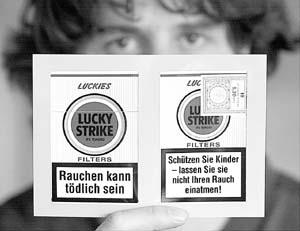 LUCKIES
LUCKY
STRIKE
FILTERS
Rauchen kann
tödlich sein
LUCKIES
LUCKY
STRIKE
FILTERS
Schützen Sie Kinder
– lassen Sie sie
nicht Ihren Rauch
einatmen!